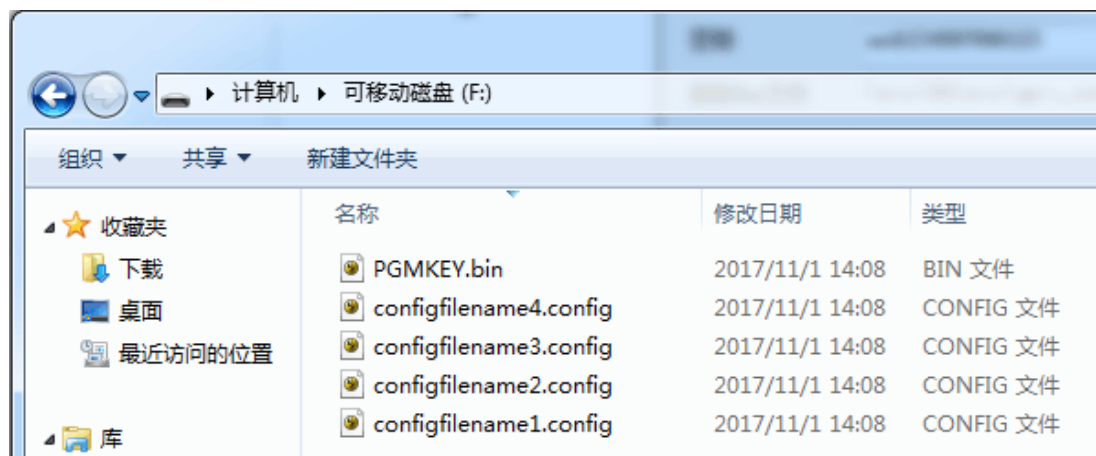 计算机 可移动磁盘 (F:)
组织 共享 新建文件夹
收藏夹
下载
桌面
最近访问的位置
库
名称 修改日期 类型
PGMKEY.bin 2017/11/1 14:08 BIN 文件
configfilename4.config 2017/11/1 14:08 CONFIG 文件
configfilename3.config 2017/11/1 14:08 CONFIG 文件
configfilename2.config 2017/11/1 14:08 CONFIG 文件
configfilename1.config 2017/11/1 14:08 CONFIG 文件